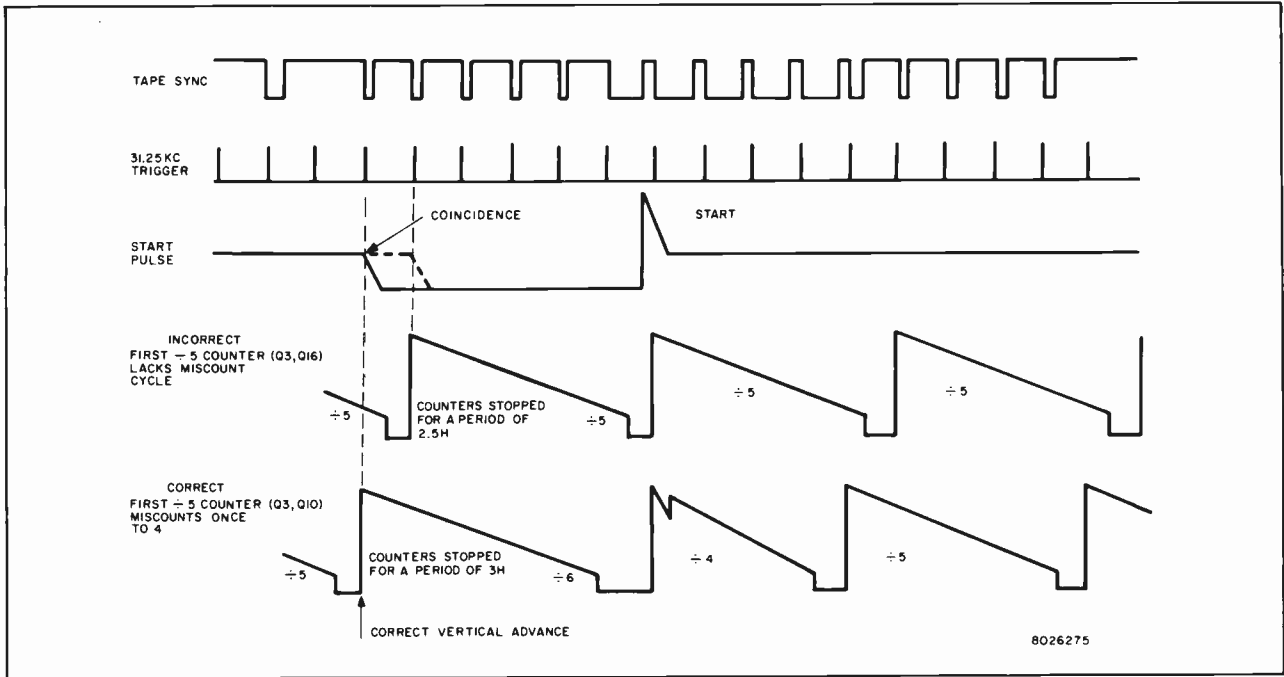 TAPE SYNC
31.25KC
TRIGGER
COINCIDENCE
START
START
PULSE
INCORRECT
FIRST ÷ 5 COUNTER (Q3,Q16)
LACKS MISCOUNT
CYCLE
÷5
COUNTERS STOPPED
FOR A PERIOD OF
2.5H
÷5
÷5
÷5
CORRECT
FIRST ÷ 5 COUNTER (Q3,Q10)
MISCOUNTS ONCE
TO 4
÷5
COUNTERS STOPPED
FOR A PERIOD OF 3H
÷6
÷4
÷5
CORRECT VERTICAL ADVANCE
8026275